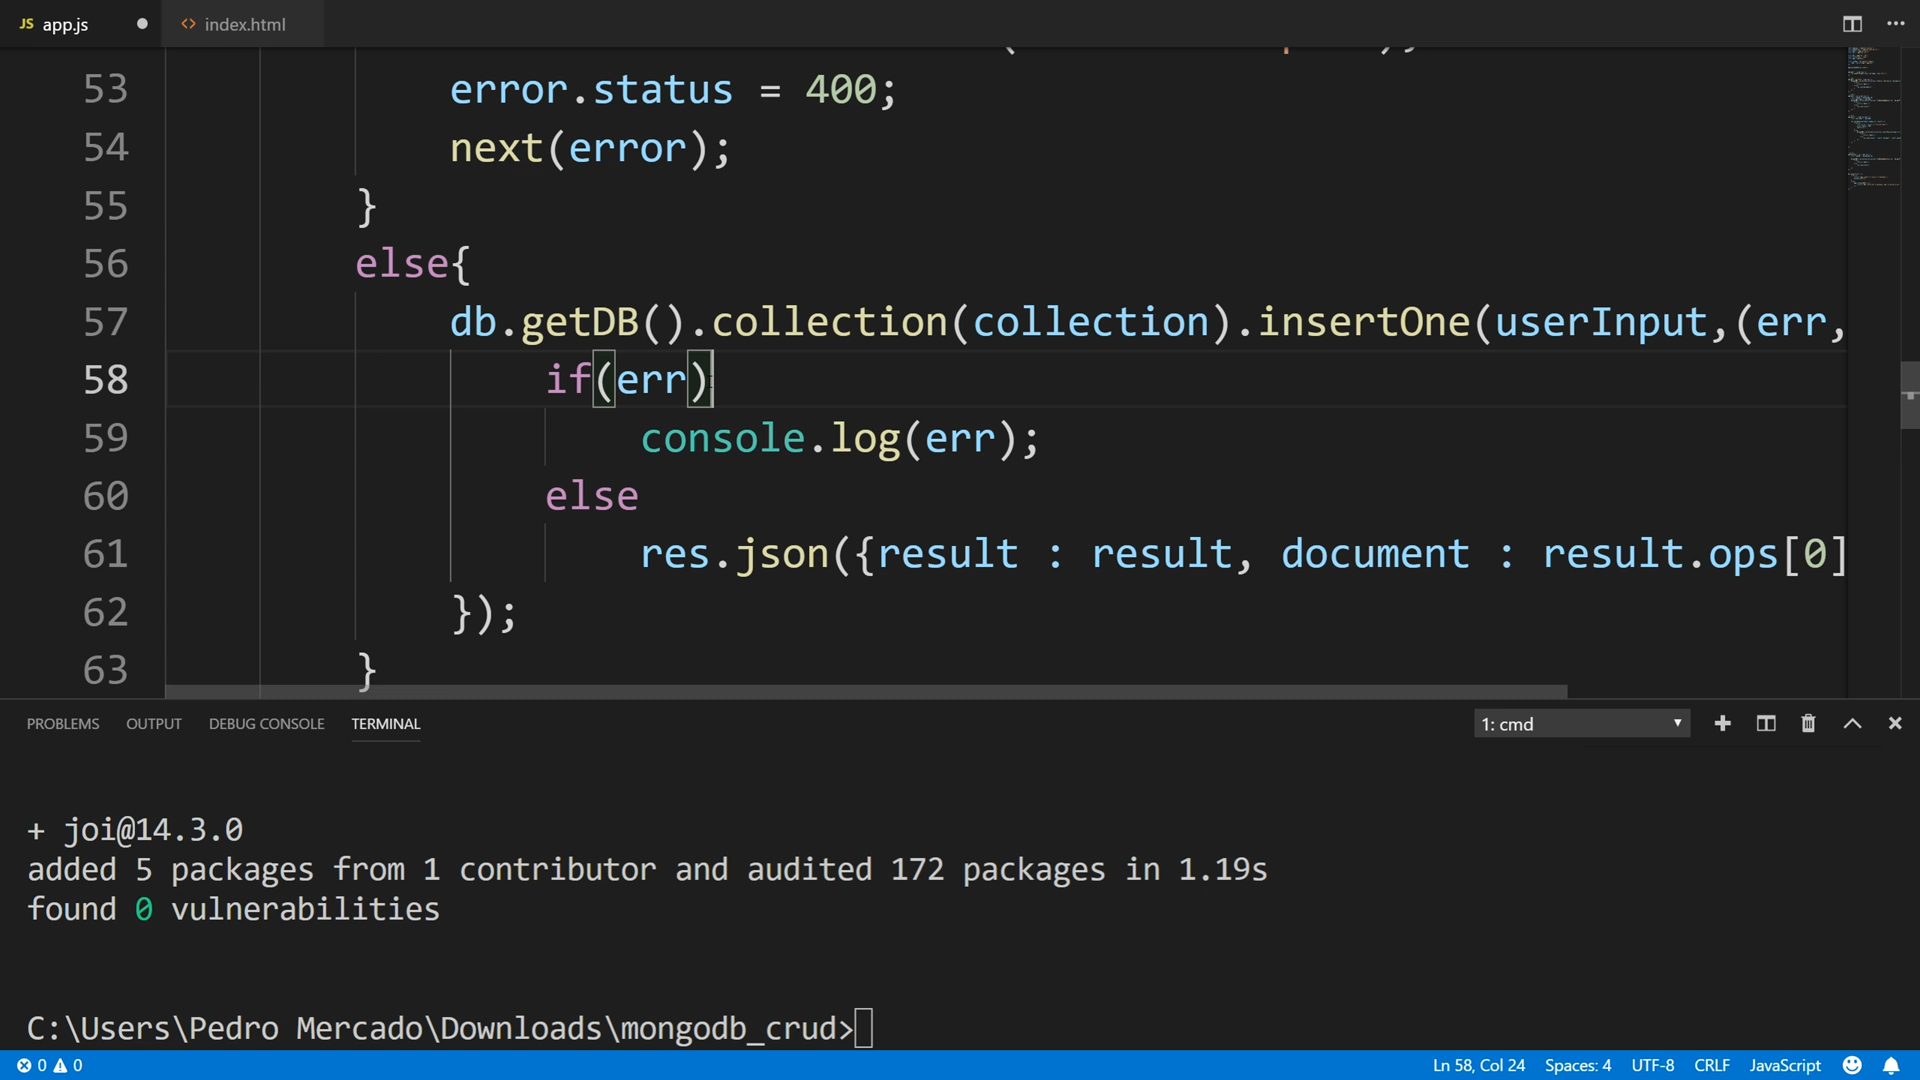 JS app.js
<> index.html
53 error.status = 400;
54 next(error);
55 }
56 else{
57 db.getDB().collection(collection).insertOne(userInput,(err,
58 if(err)
59 console.log(err);
60 else
61 res.json({result : result, document : result.ops[0]
62 });
63 }
PROBLEMS OUTPUT DEBUG CONSOLE TERMINAL 1: cmd
+ joi@14.3.0
added 5 packages from 1 contributor and audited 172 packages in 1.19s
found 0 vulnerabilities
C:\Users\Pedro Mercado\Downloads\mongodb_crud>
0 0 Ln 58, Col 24 Spaces: 4 UTF-8 CRLF JavaScript